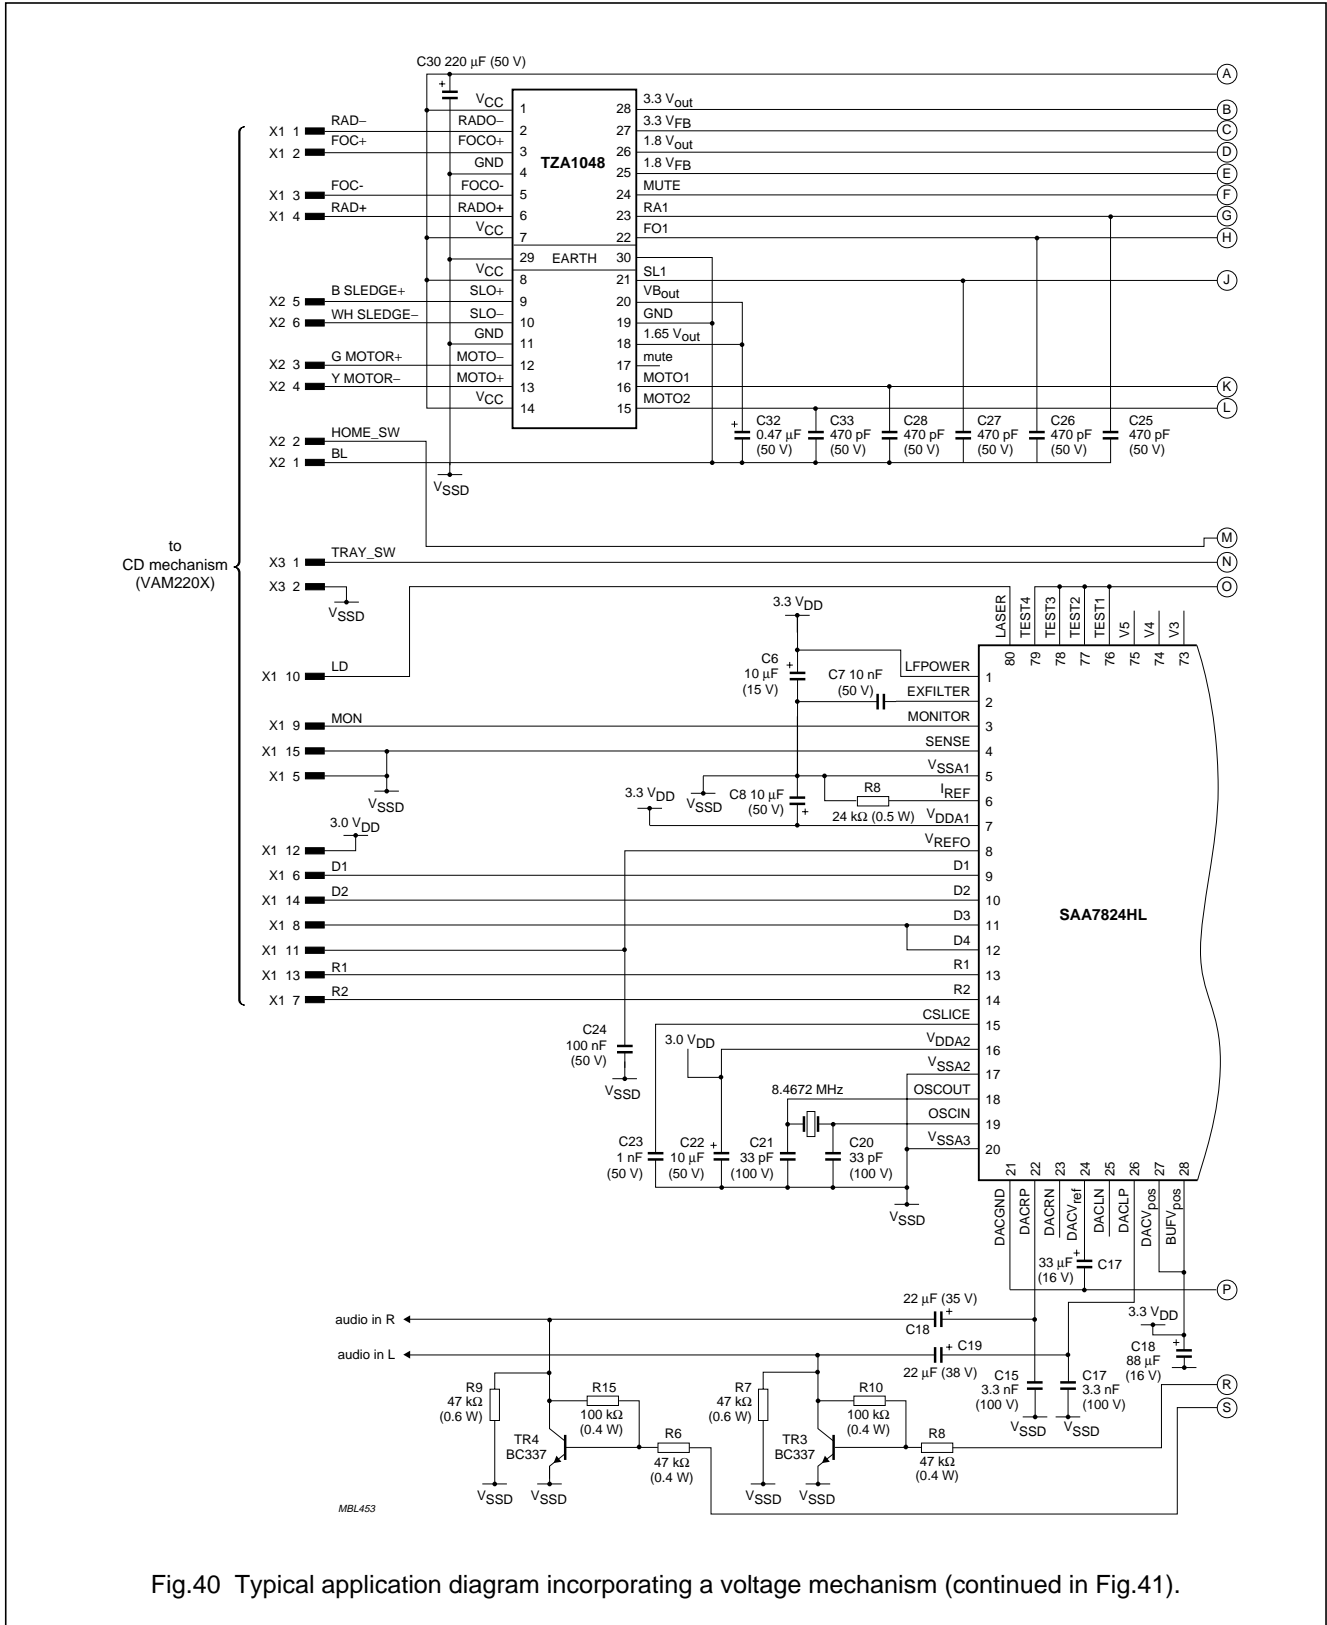 C30 220 μF (50 V)
A
VCC 1 28 3.3 Vout B
X1 1 RAD− RADO− 2 27 3.3 VFB C
X1 2 FOC+ FOCO+ 3 TZA1048 26 1.8 Vout D
GND 4 25 1.8 VFB E
X1 3 FOC- FOCO- 5 24 MUTE F
X1 4 RAD+ RADO+ 6 23 RA1 G
VCC 7 22 FO1 H
29 EARTH 30
VCC 8 21 SL1 J
X2 5 B SLEDGE+ SLO+ 9 20 VBout
X2 6 WH SLEDGE− SLO− 10 19 GND
GND 11 18 1.65 Vout
X2 3 G MOTOR+ MOTO− 12 17 mute
X2 4 Y MOTOR− MOTO+ 13 16 MOTO1 K
VCC 14 15 MOTO2 L
C32 C33 C28 C27 C26 C25
0.47 μF 470 pF 470 pF 470 pF 470 pF 470 pF
(50 V) (50 V) (50 V) (50 V) (50 V) (50 V)
X2 2 HOME_SW
X2 1 BL
VSSD
M
to
CD mechanism
(VAM220X)
X3 1 TRAY_SW N
X3 2 O
VSSD
LASER TEST4 TEST3 TEST2 TEST1 V5 V4 V3
80 79 78 77 76 75 74 73
3.3 VDD
X1 10 LD
C6
10 μF
(15 V)
LFPOWER 1
C7 10 nF
(50 V)
EXFILTER 2
X1 9 MON MONITOR 3
X1 15 SENSE 4
X1 5 VSSA1 5
VSSD VSSD
3.3 VDD
C8 10 μF
(50 V)
R8
24 kΩ (0.5 W)
IREF 6
VDDA1 7
3.0 VDD
X1 12 VREFO 8
X1 6 D1 D1 9
X1 14 D2 D2 10
SAA7824HL
X1 8 D3 11
X1 11 D4 12
X1 13 R1 R1 13
X1 7 R2 R2 14
CSLICE 15
C24
100 nF
(50 V)
VSSD
3.0 VDD
VDDA2 16
VSSA2 17
8.4672 MHz
OSCOUT 18
OSCIN 19
VSSA3 20
C23 C22 C21 C20
1 nF 10 μF 33 pF 33 pF
(50 V) (50 V) (100 V) (100 V)
VSSD
21 22 23 24 25 26 27 28
DACGND DACRP DACRN DACVref DACLN DACLP DACVpos BUFVpos
33 μF
(16 V)
C17
P
audio in R
22 μF (35 V)
C18
3.3 VDD
audio in L
C19
22 μF (38 V)
C18
88 μF
(16 V)
C15
3.3 nF
(100 V)
VSSD
C17
3.3 nF
(100 V)
VSSD
R
S
R9
47 kΩ
(0.6 W)
R15
100 kΩ
(0.4 W)
R7
47 kΩ
(0.6 W)
R10
100 kΩ
(0.4 W)
TR4
BC337
R6
47 kΩ
(0.4 W)
TR3
BC337
R8
47 kΩ
(0.4 W)
VSSD VSSD VSSD VSSD
MBL453
Fig.40 Typical application diagram incorporating a voltage mechanism (continued in Fig.41).